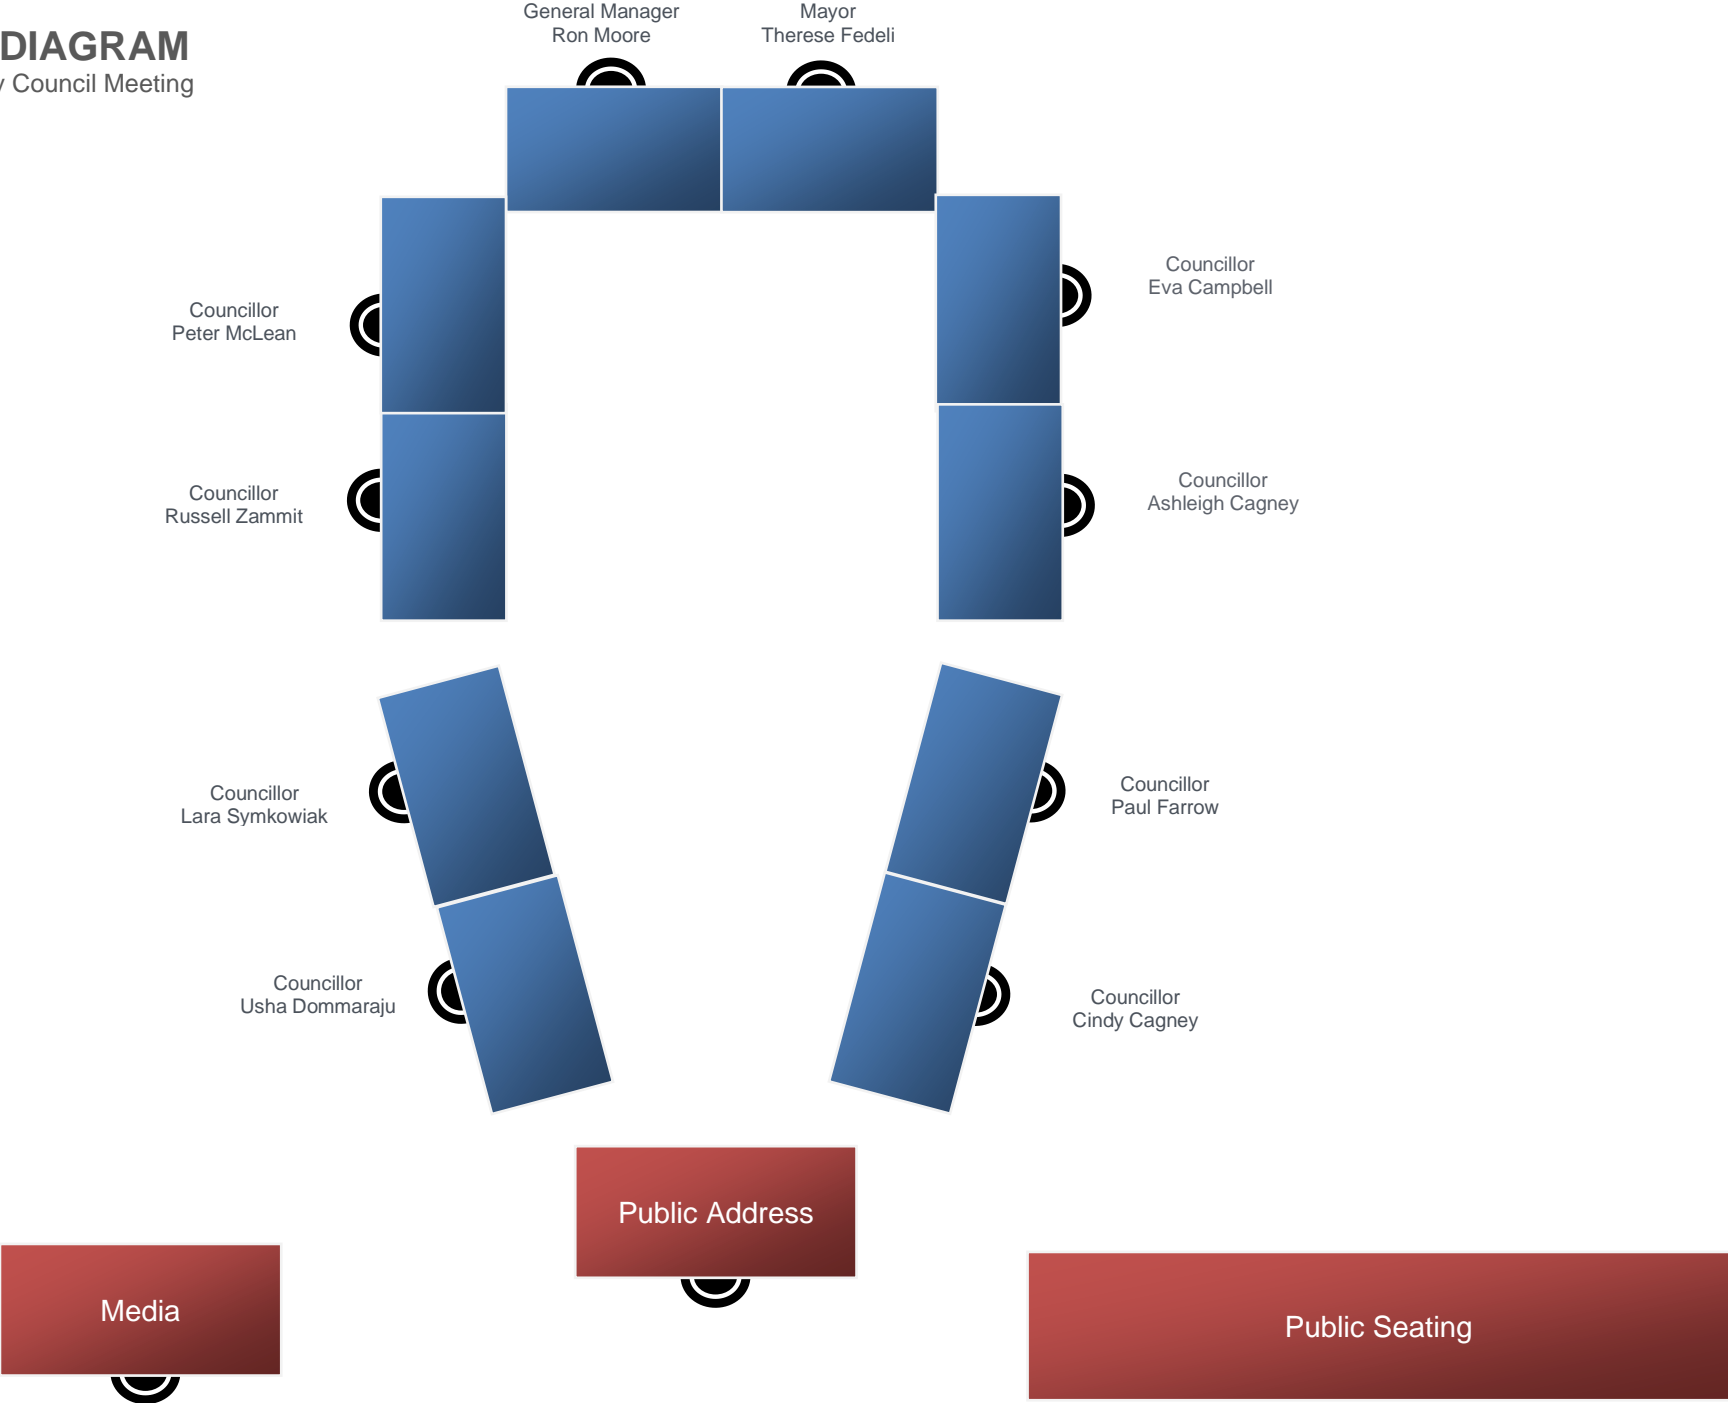 DIAGRAM
Council Meeting
General Manager
Ron Moore
Mayor
Therese Fedeli
Councillor
Peter McLean
Councillor
Eva Campbell
Councillor
Russell Zammit
Councillor
Ashleigh Cagney
Councillor
Lara Symkowiak
Councillor
Paul Farrow
Councillor
Usha Dommaraju
Councillor
Cindy Cagney
Public Address
Media
Public Seating